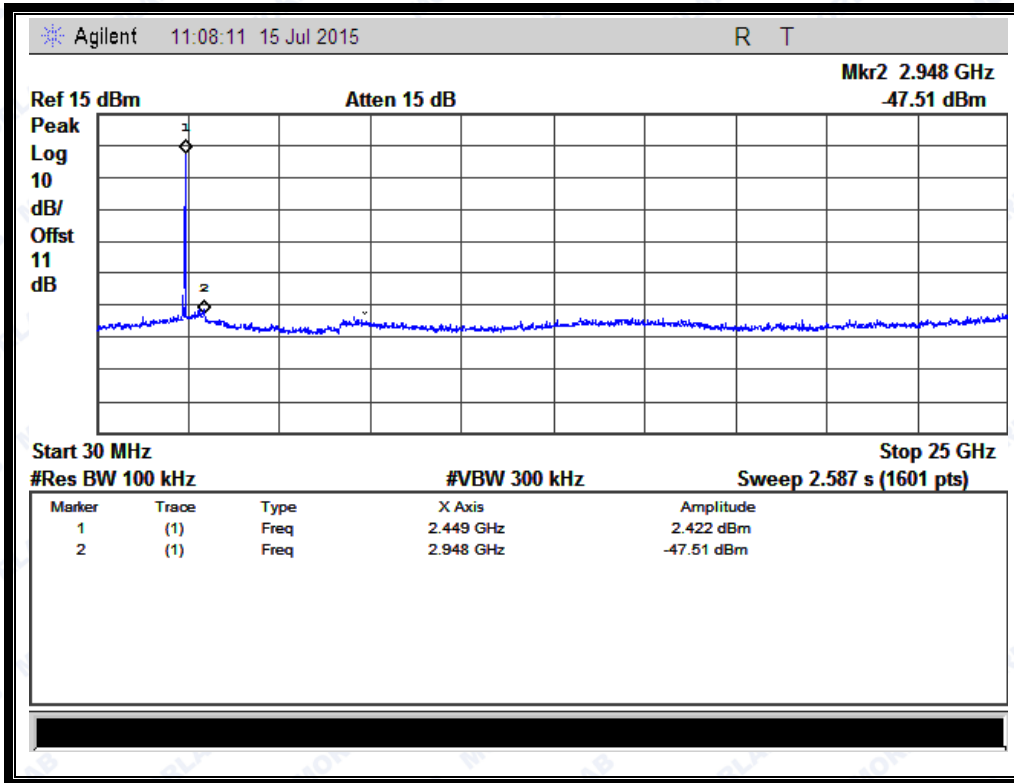 Agilent 11:08:11 15 Jul 2015 R T
Mkr2 2.948 GHz
Ref 15 dBm Atten 15 dB -47.51 dBm
Peak
Log
10
dB/
Offst
11
dB
1
2
Start 30 MHz Stop 25 GHz
#Res BW 100 kHz #VBW 300 kHz Sweep 2.587 s (1601 pts)
Marker Trace Type X Axis Amplitude
1 (1) Freq 2.449 GHz 2.422 dBm
2 (1) Freq 2.948 GHz -47.51 dBm